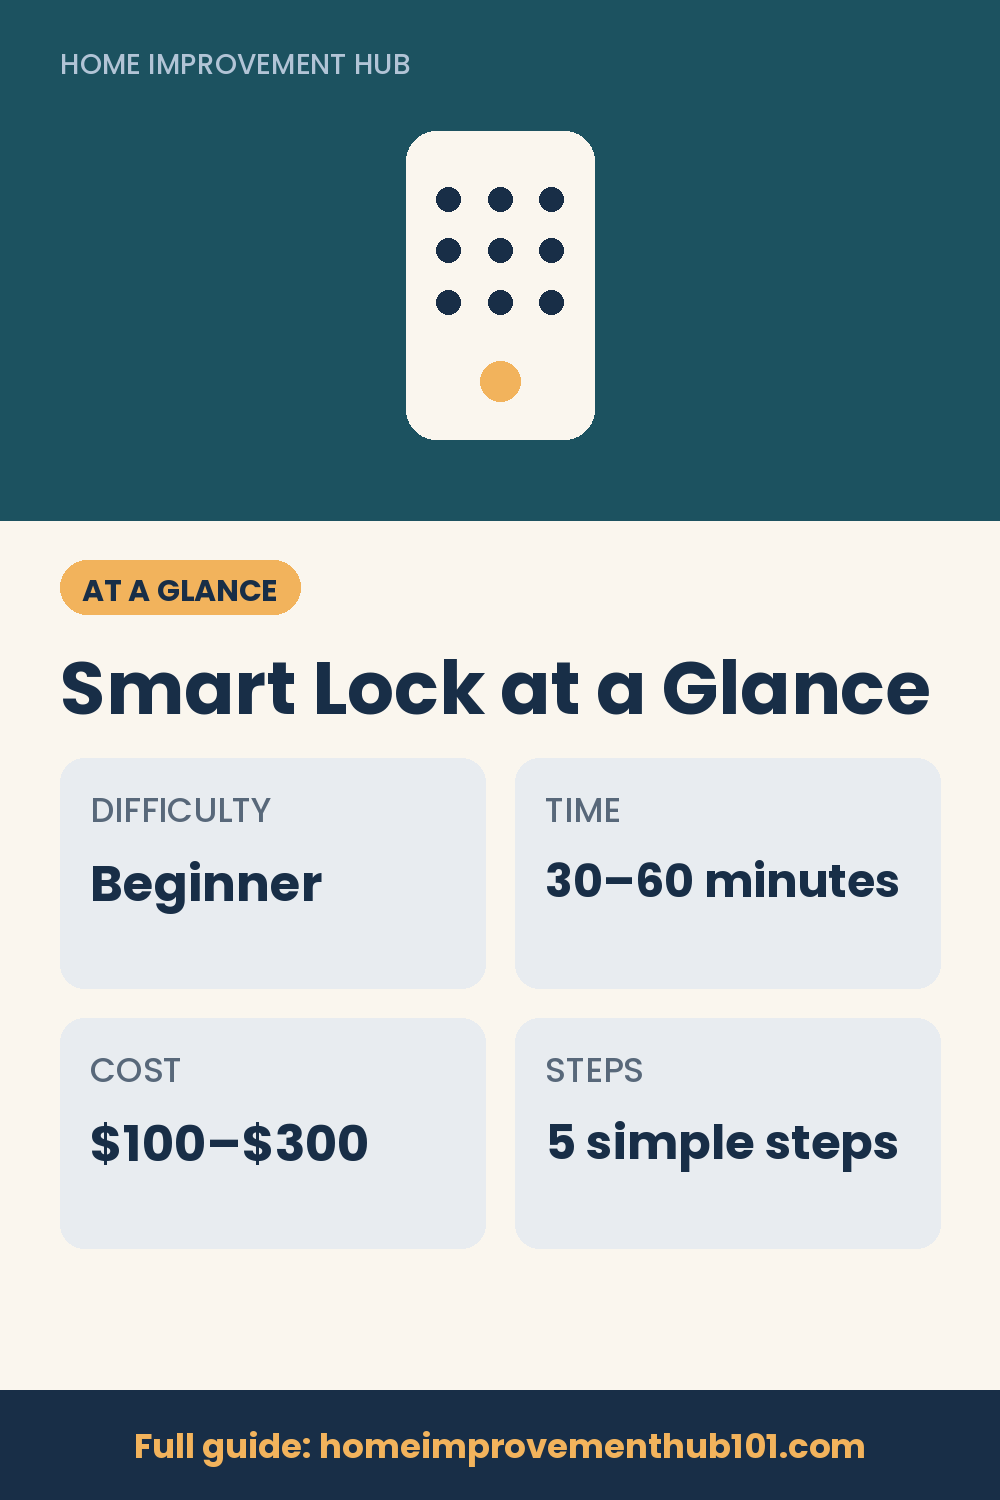 HOME IMPROVEMENT HUB
AT A GLANCE
Smart Lock at a Glance
DIFFICULTY
Beginner
TIME
30–60 minutes
COST
$100–$300
STEPS
5 simple steps
Full guide: homeimprovementhub101.com